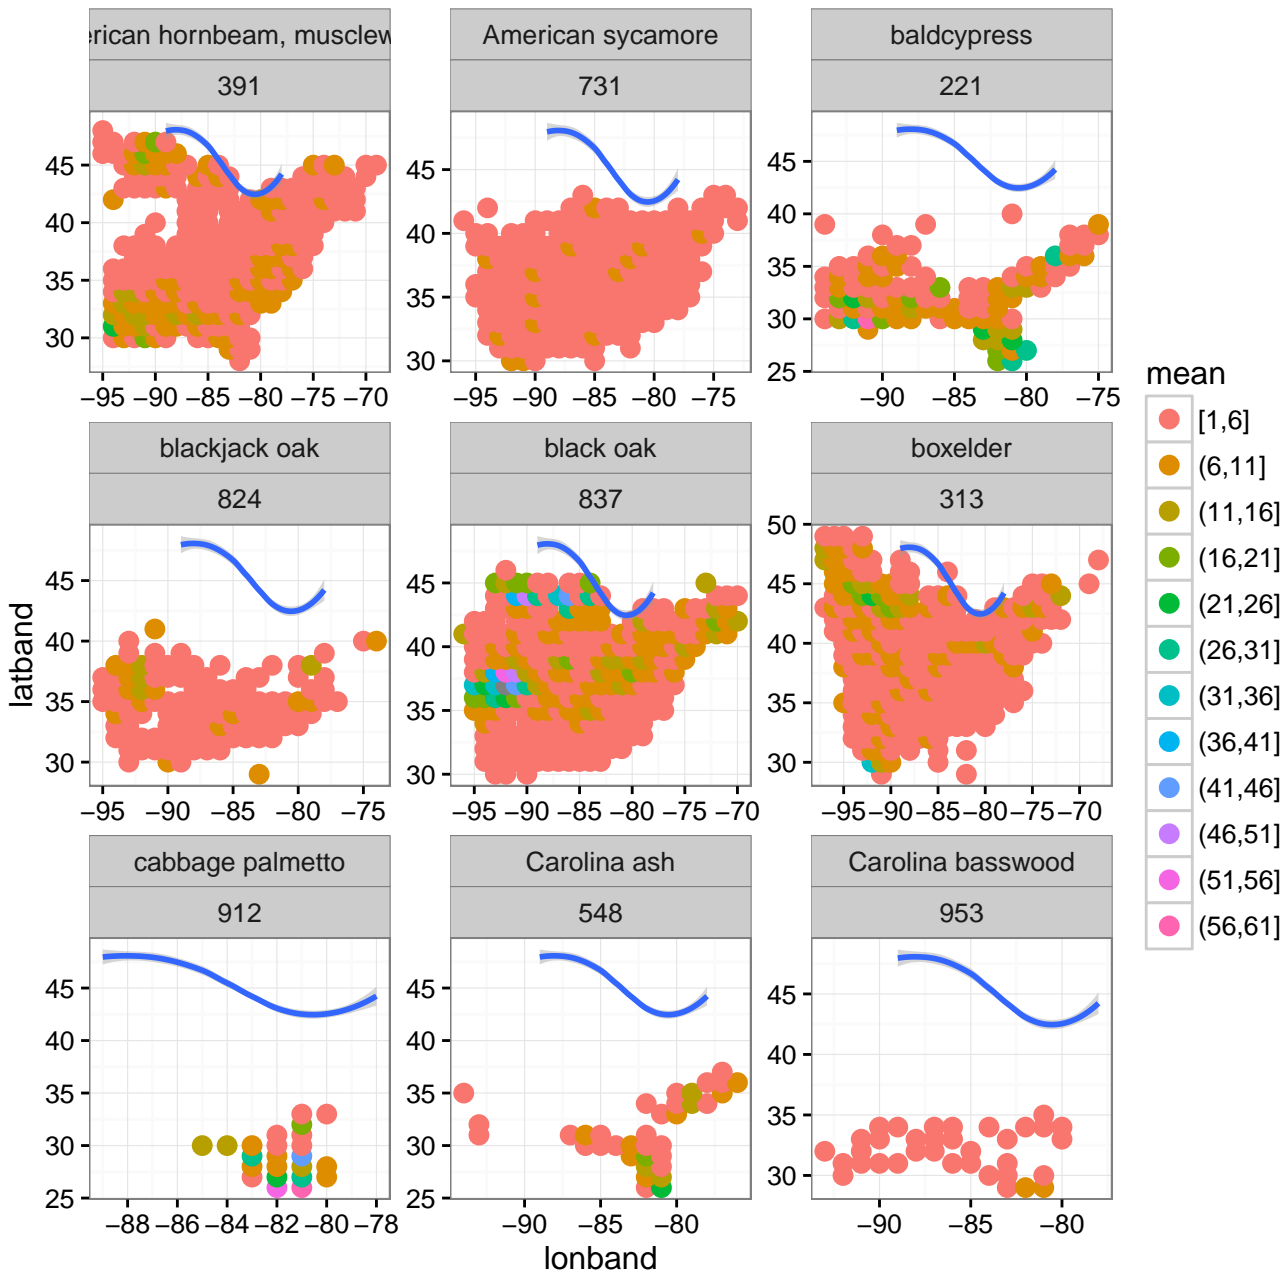 erican hornbeam, musclew
American sycamore
baldcypress
391
731
221
45
40
35
30
−95 −90 −85 −80 −75 −70
45
40
35
30
−95 −90 −85 −80 −75
45
40
35
30
25
−90 −85 −80 −75
blackjack oak
black oak
boxelder
824
837
313
45
40
35
30
−95 −90 −85 −80 −75
45
40
35
30
−95 −90 −85 −80 −75 −70
50
45
40
35
30
−95 −90 −85 −80 −75 −70
cabbage palmetto
Carolina ash
Carolina basswood
912
548
953
45
40
35
30
25
−88 −86 −84 −82 −80 −78
45
40
35
30
25
−90 −85 −80
45
40
35
30
−90 −85 −80
latband
lonband
mean
[1,6]
(6,11]
(11,16]
(16,21]
(21,26]
(26,31]
(31,36]
(36,41]
(41,46]
(46,51]
(51,56]
(56,61]